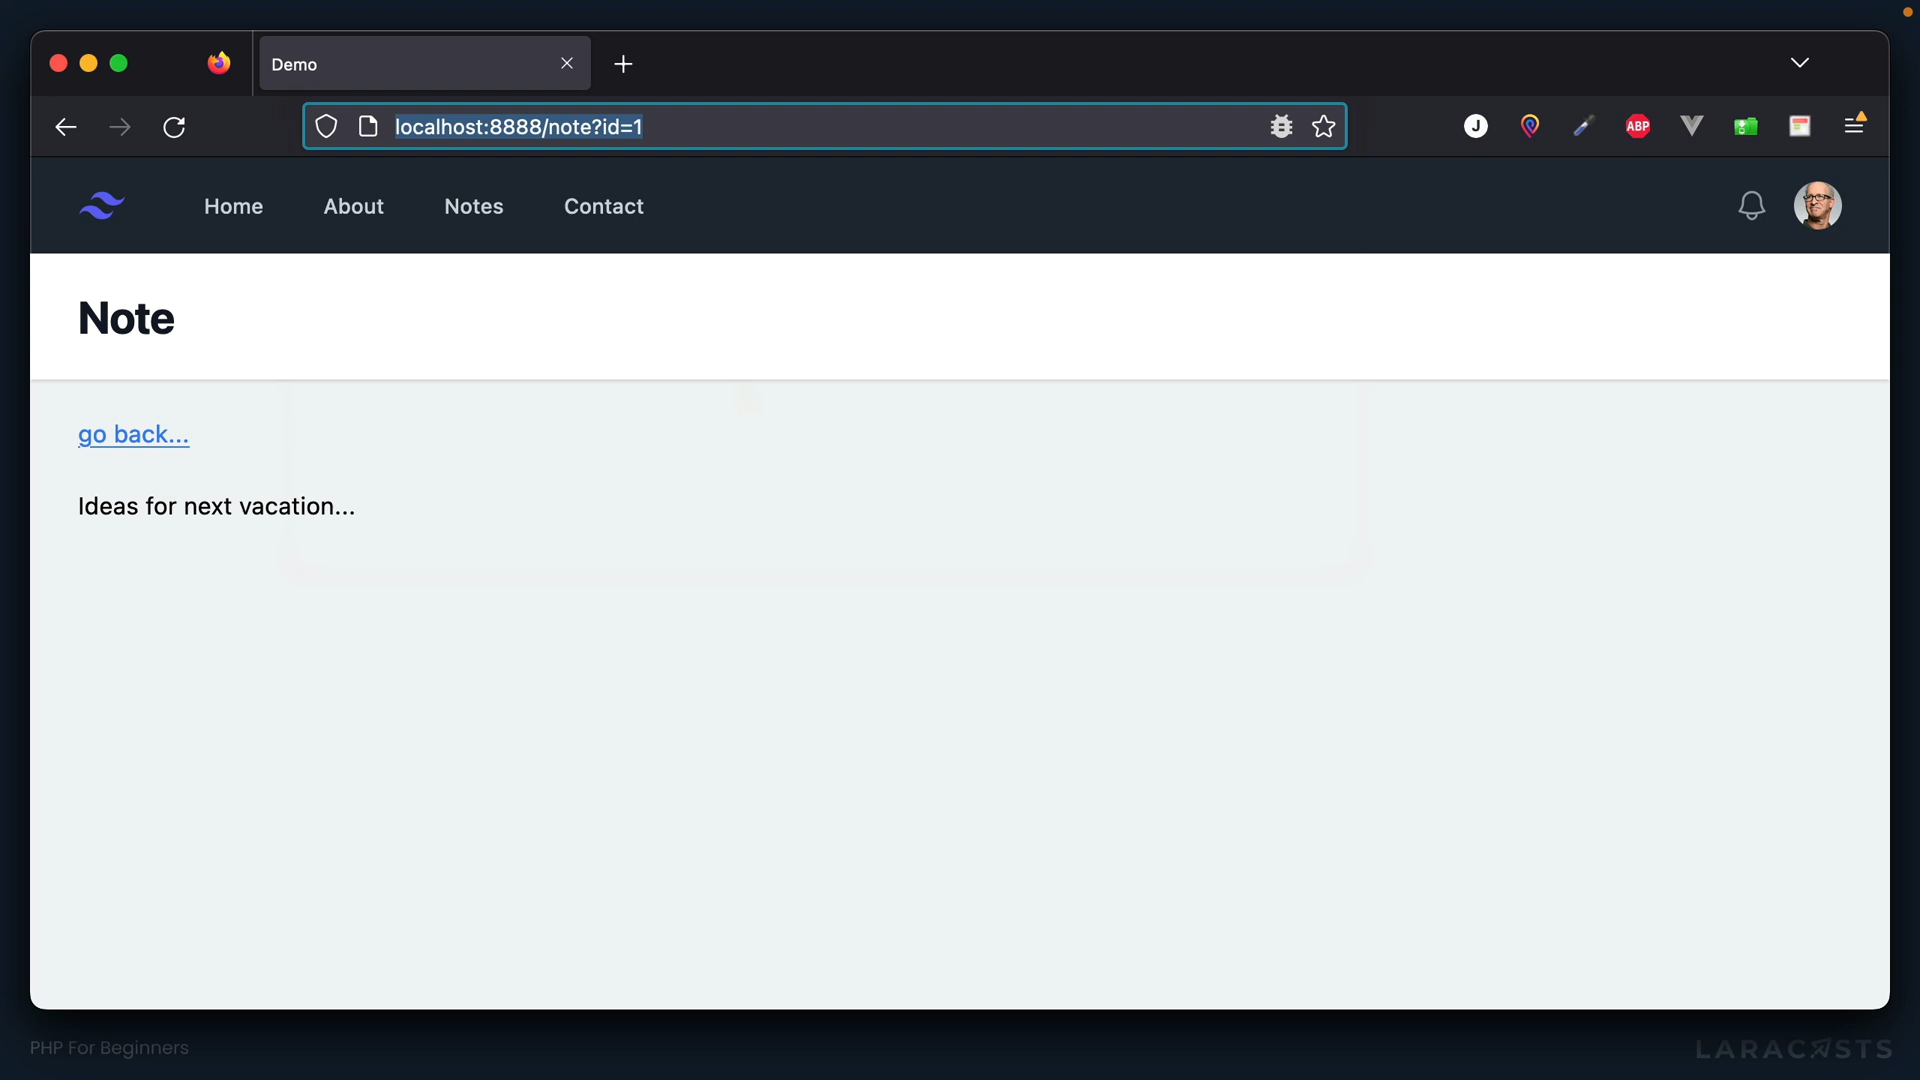 Demo
localhost:8888/note?id=1
J
ABP
Home About Notes Contact
Note
go back...
Ideas for next vacation...
PHP For Beginners
LARACASTS